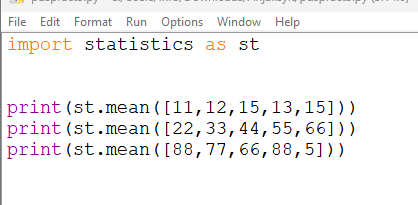 File Edit Format Run Options Window Help
import statistics as st
print(st.mean([11,12,15,13,15]))
print(st.mean([22,33,44,55,66]))
print(st.mean([88,77,66,88,5]))